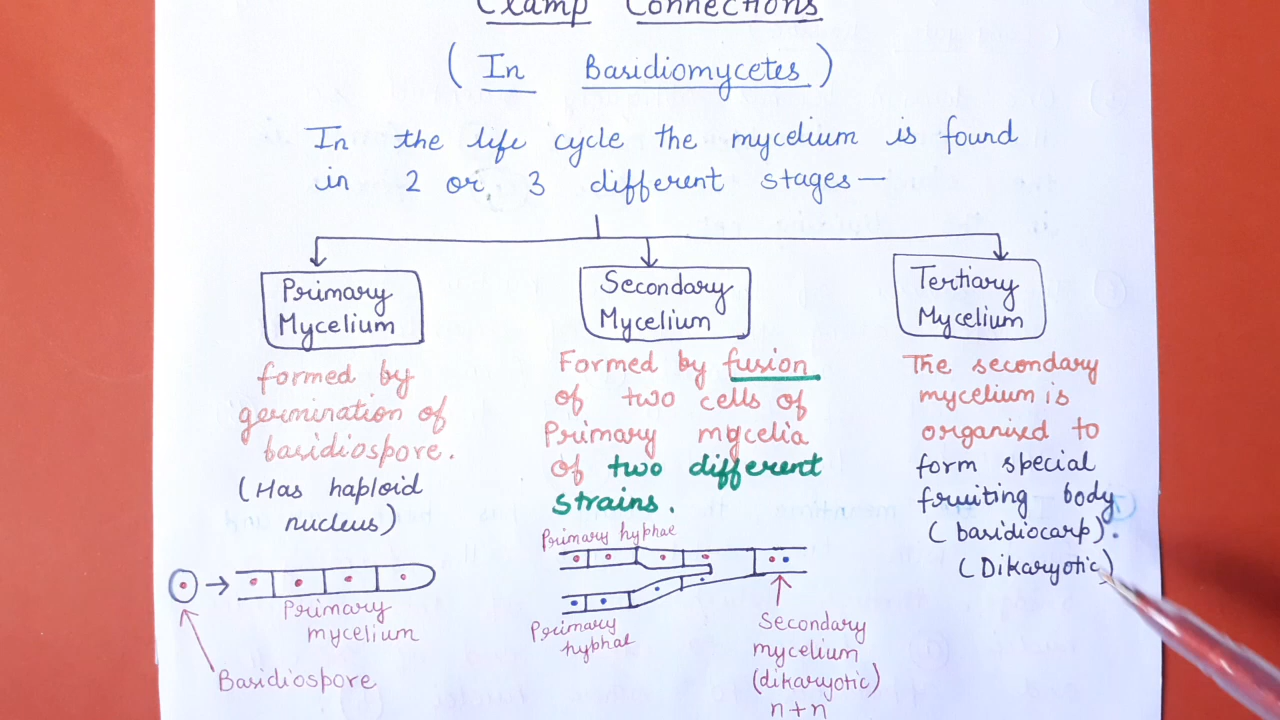 Clamp Connections
(In Basidiomycetes)
In the life cycle the mycelium is found
in 2 or 3 different stages—
Primary
Mycelium
formed by
germination of
basidiospore.
(Has haploid
nucleus)
Primary
mycelium
Basidiospore
Secondary
Mycelium
Formed by fusion
of two cells of
Primary mycelia
of two different
strains.
Primary hyphae
Primary
hyphae
Secondary
mycelium
(dikaryotic)
n+n
Tertiary
Mycelium
The secondary
mycelium is
organised to
form special
fruiting body
(basidiocarp).
(Dikaryotic)